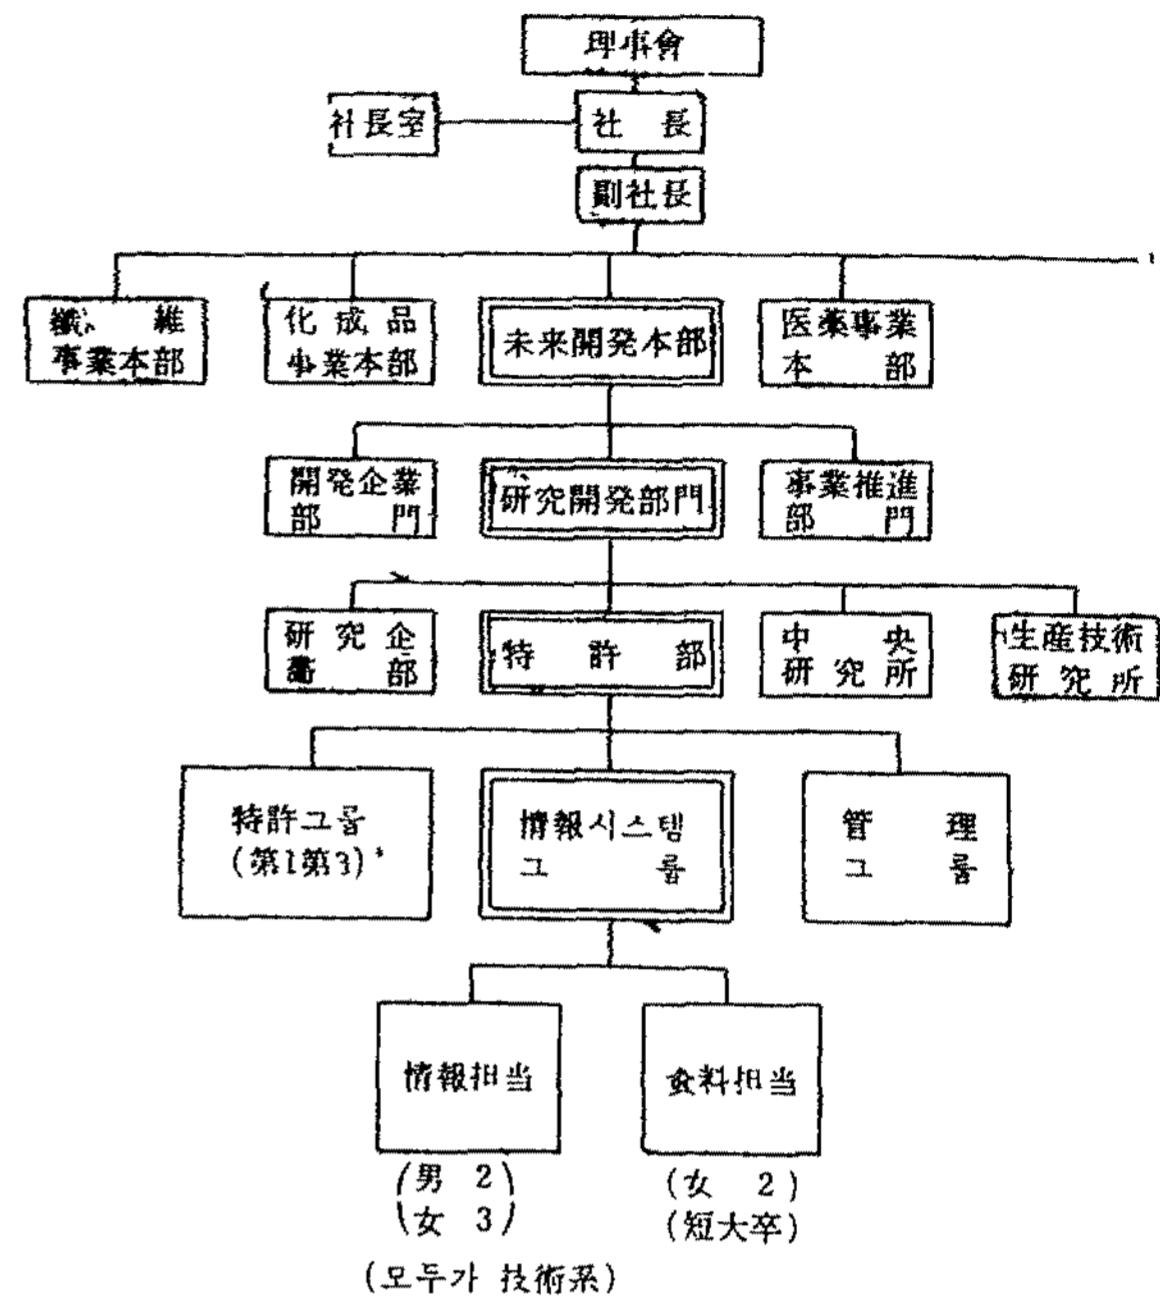 理事會
社長室
社 長
副社長
纖 維
事業本部
化成品
事業本部
未来開発本部
医薬事業
本 部
開発企業
部 門
研究開発部門
事業推進
部 門
研究企
部
特 許 部
中 央
研究所
生産技術
研究所
特許그룹
(第1第3)*
情報시스템
그 룹
管 理
그 룹
情報担当
料担当
(男 2)
(女 3)
(모두가 技術系)
(女 2)
(短大卒)